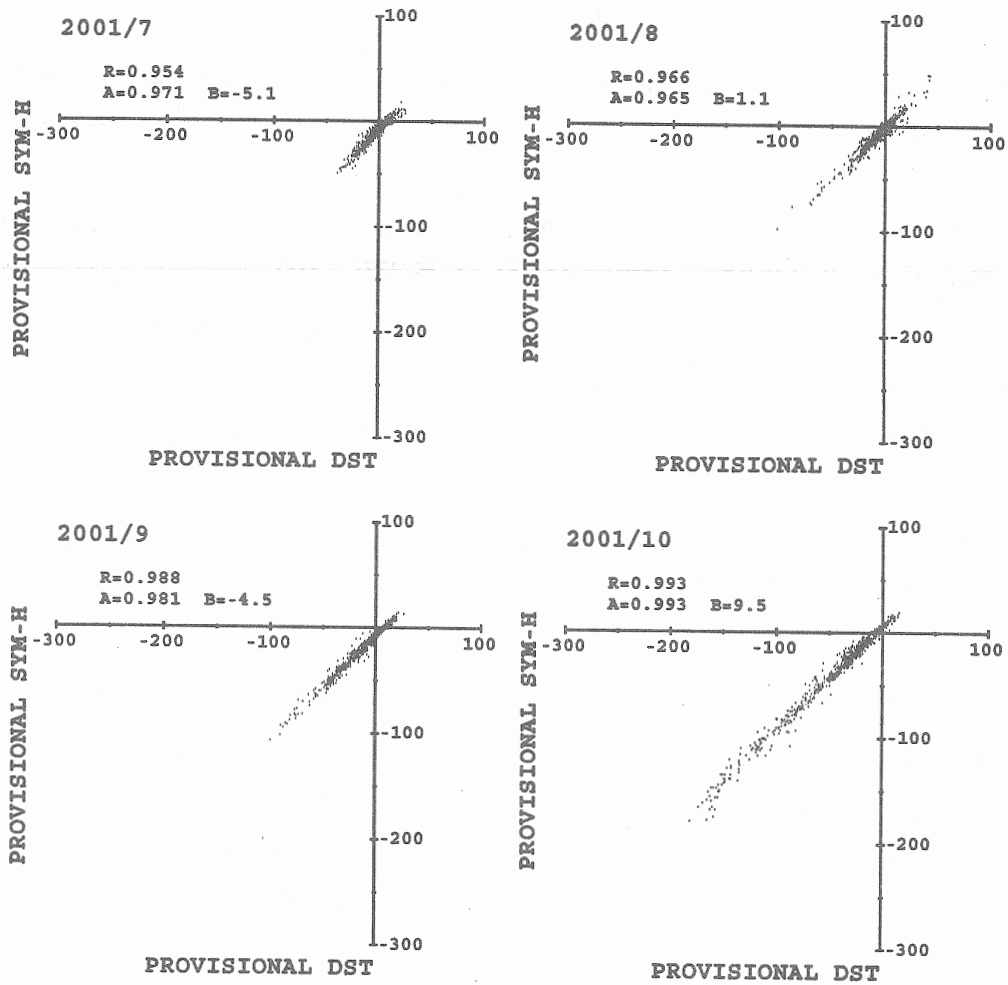 2001/7
R=0.954
A=0.971 B=-5.1
100
-300 -200 -100 100
-100
-200
-300
PROVISIONAL SYM-H
PROVISIONAL DST
2001/8
R=0.966
A=0.965 B=1.1
100
-300 -200 -100 100
-100
-200
-300
PROVISIONAL SYM-H
PROVISIONAL DST
2001/9
R=0.988
A=0.981 B=-4.5
100
-300 -200 -100 100
-100
-200
-300
PROVISIONAL SYM-H
PROVISIONAL DST
2001/10
R=0.993
A=0.993 B=9.5
100
-300 -200 -100 100
-100
-200
-300
PROVISIONAL SYM-H
PROVISIONAL DST